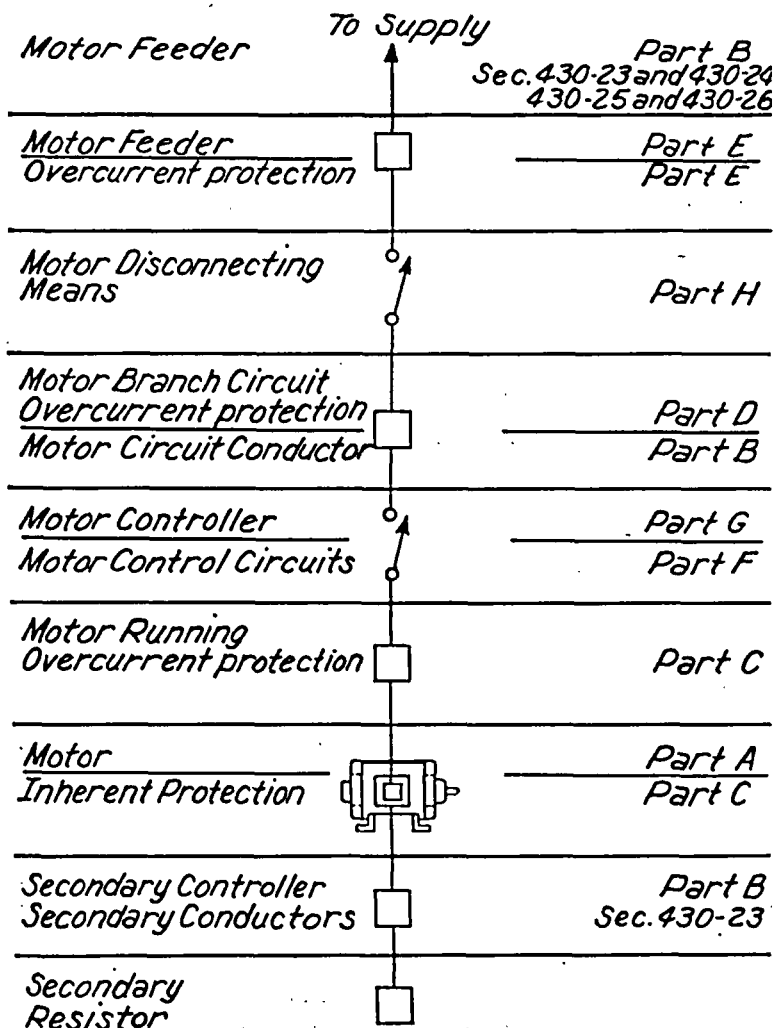 To Supply
Motor Feeder
Part B
Sec. 430-23 and 430-24
430-25 and 430-26
Motor Feeder
Overcurrent protection
Part E
Part E
Motor Disconnecting
Means
Part H
Motor Branch Circuit
Overcurrent protection
Motor Circuit Conductor
Part D
Part B
Motor Controller
Motor Control Circuits
Part G
Part F
Motor Running
Overcurrent protection
Part C
Motor
Inherent Protection
Part A
Part C
Secondary Controller
Secondary Conductors
Part B
Sec. 430-23
Secondary
Resistor